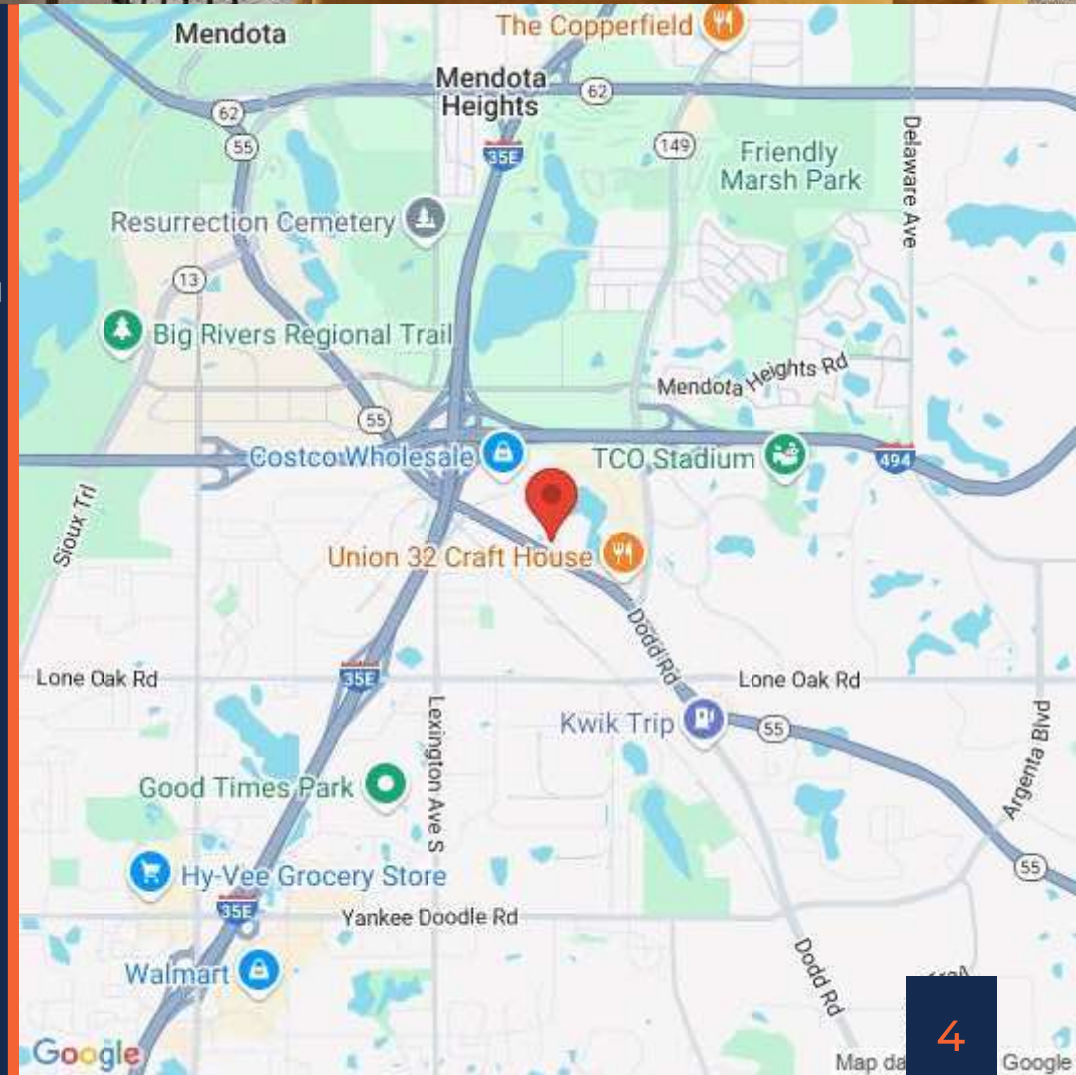 Mendota
The Copperfield
Mendota
Heights
62
62
55
35E
149
Friendly
Marsh Park
Delaware Ave
Resurrection Cemetery
13
Big Rivers Regional Trail
Mendota Heights Rd
55
Costco Wholesale
TCO Stadium
494
Sioux Trl
Union 32 Craft House
Dodd Rd
Lone Oak Rd
35E
Lone Oak Rd
Lexington Ave S
Kwik Trip
55
Argenta Blvd
Good Times Park
Hy-Vee Grocery Store
55
35E
Yankee Doodle Rd
Walmart
Dodd Rd
4
Google
Map da
Google